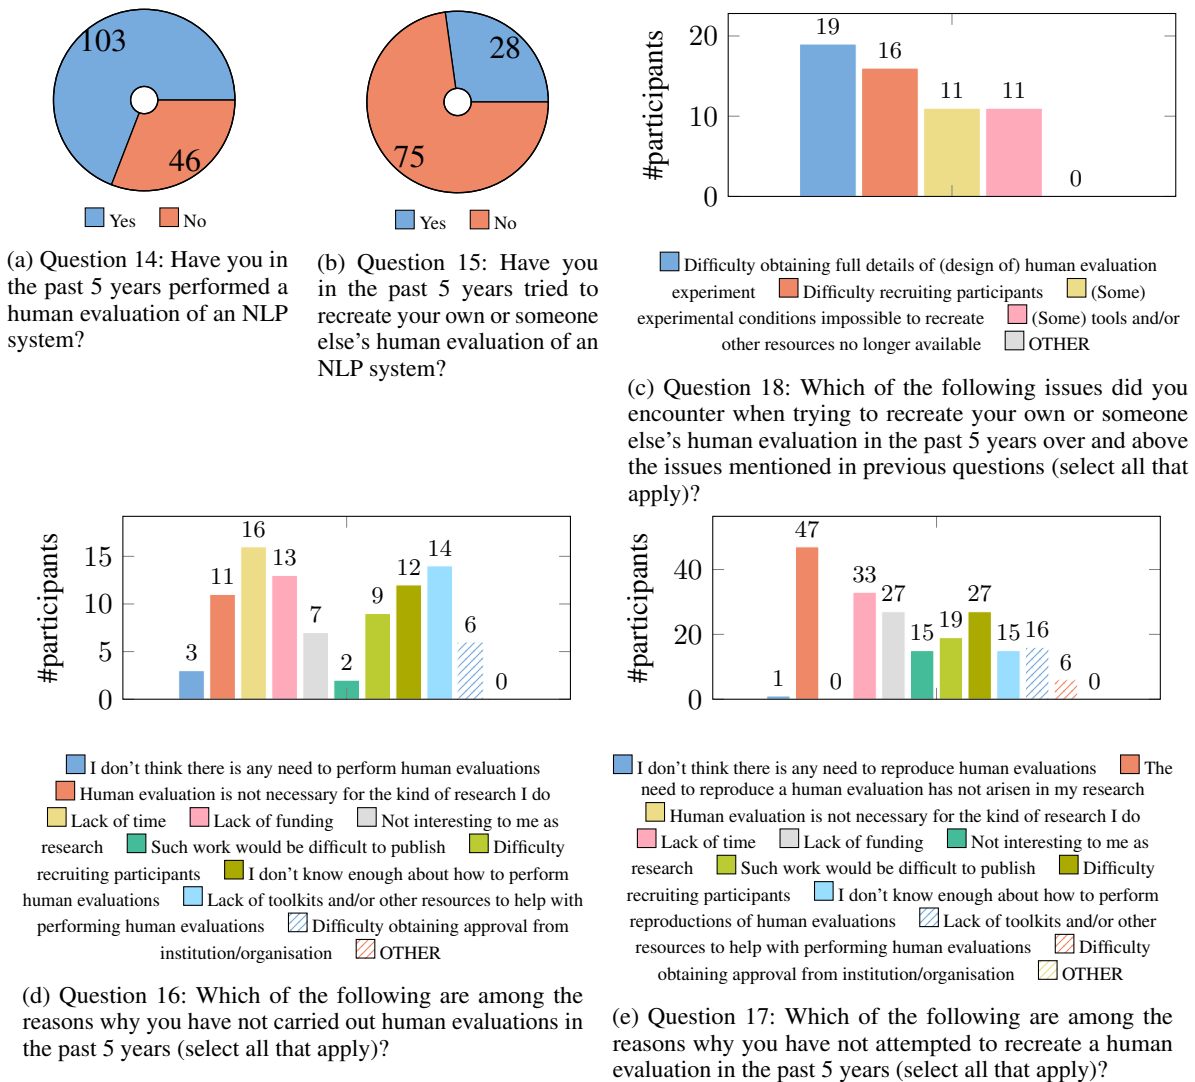 103
46
Yes No
(a) Question 14: Have you in
the past 5 years performed a
human evaluation of an NLP
system?
28
75
Yes No
(b) Question 15: Have you
in the past 5 years tried to
recreate your own or someone
else's human evaluation of an
NLP system?
#participants
20
10
0
19
16
11
11
0
Difficulty obtaining full details of (design of) human evaluation
experiment Difficulty recruiting participants (Some)
experimental conditions impossible to recreate (Some) tools and/or
other resources no longer available OTHER
(c) Question 18: Which of the following issues did you
encounter when trying to recreate your own or someone
else's human evaluation in the past 5 years over and above
the issues mentioned in previous questions (select all that
apply)?
#participants
15
10
5
0
3
11
16
13
7
2
9
12
14
6
0
I don't think there is any need to perform human evaluations
Human evaluation is not necessary for the kind of research I do
Lack of time Lack of funding Not interesting to me as
research Such work would be difficult to publish Difficulty
recruiting participants I don't know enough about how to perform
human evaluations Lack of toolkits and/or other resources to help with
performing human evaluations Difficulty obtaining approval from
institution/organisation OTHER
(d) Question 16: Which of the following are among the
reasons why you have not carried out human evaluations in
the past 5 years (select all that apply)?
#participants
40
20
0
1
47
0
33
27
15
19
27
15
16
6
0
I don't think there is any need to reproduce human evaluations The
need to reproduce a human evaluation has not arisen in my research
Human evaluation is not necessary for the kind of research I do
Lack of time Lack of funding Not interesting to me as
research Such work would be difficult to publish Difficulty
recruiting participants I don't know enough about how to perform
reproductions of human evaluations Lack of toolkits and/or other
resources to help with performing human evaluations Difficulty
obtaining approval from institution/organisation OTHER
(e) Question 17: Which of the following are among the
reasons why you have not attempted to recreate a human
evaluation in the past 5 years (select all that apply)?